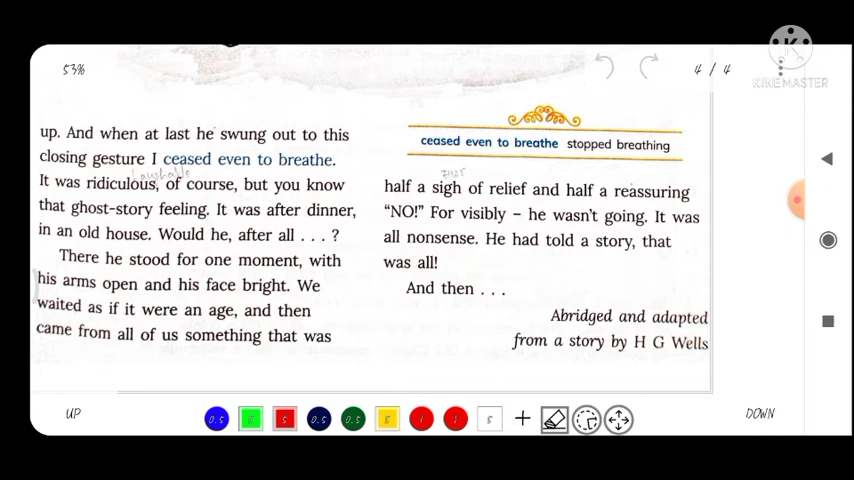 53%
4 / 4
KINEMASTER
up. And when at last he swung out to this
closing gesture I ceased even to breathe.
Laughable
It was ridiculous, of course, but you know
that ghost-story feeling. It was after dinner,
in an old house. Would he, after all . . . ?
There he stood for one moment, with
his arms open and his face bright. We
waited as if it were an age, and then
came from all of us something that was
ceased even to breathe stopped breathing
half a sigh of relief and half a reassuring
“NO!” For visibly – he wasn't going. It was
all nonsense. He had told a story, that
was all!
And then . . .
Abridged and adapted
from a story by H G Wells
UP
0.5
5
0.5
0.5
8
8
DOWN